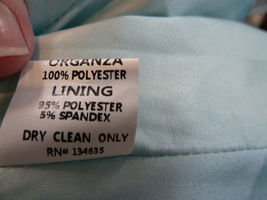 ORGANZA
100% POLYESTER
LINING
95% POLYESTER
5% SPANDEX
DRY CLEAN ONLY
RN# 134635